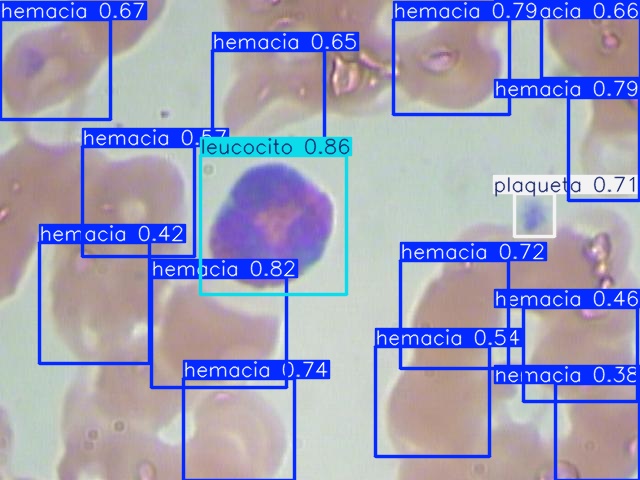 hemacia 0.67
hemacia 0.65
hemacia 0.79
acia 0.66
hemacia 0.79
hemacia 0.57
leucocito 0.86
plaqueta 0.71
hemacia 0.42
hemacia 0.82
hemacia 0.72
hemacia 0.46
hemacia 0.54
hemacia 0.74
hemacia 0.38